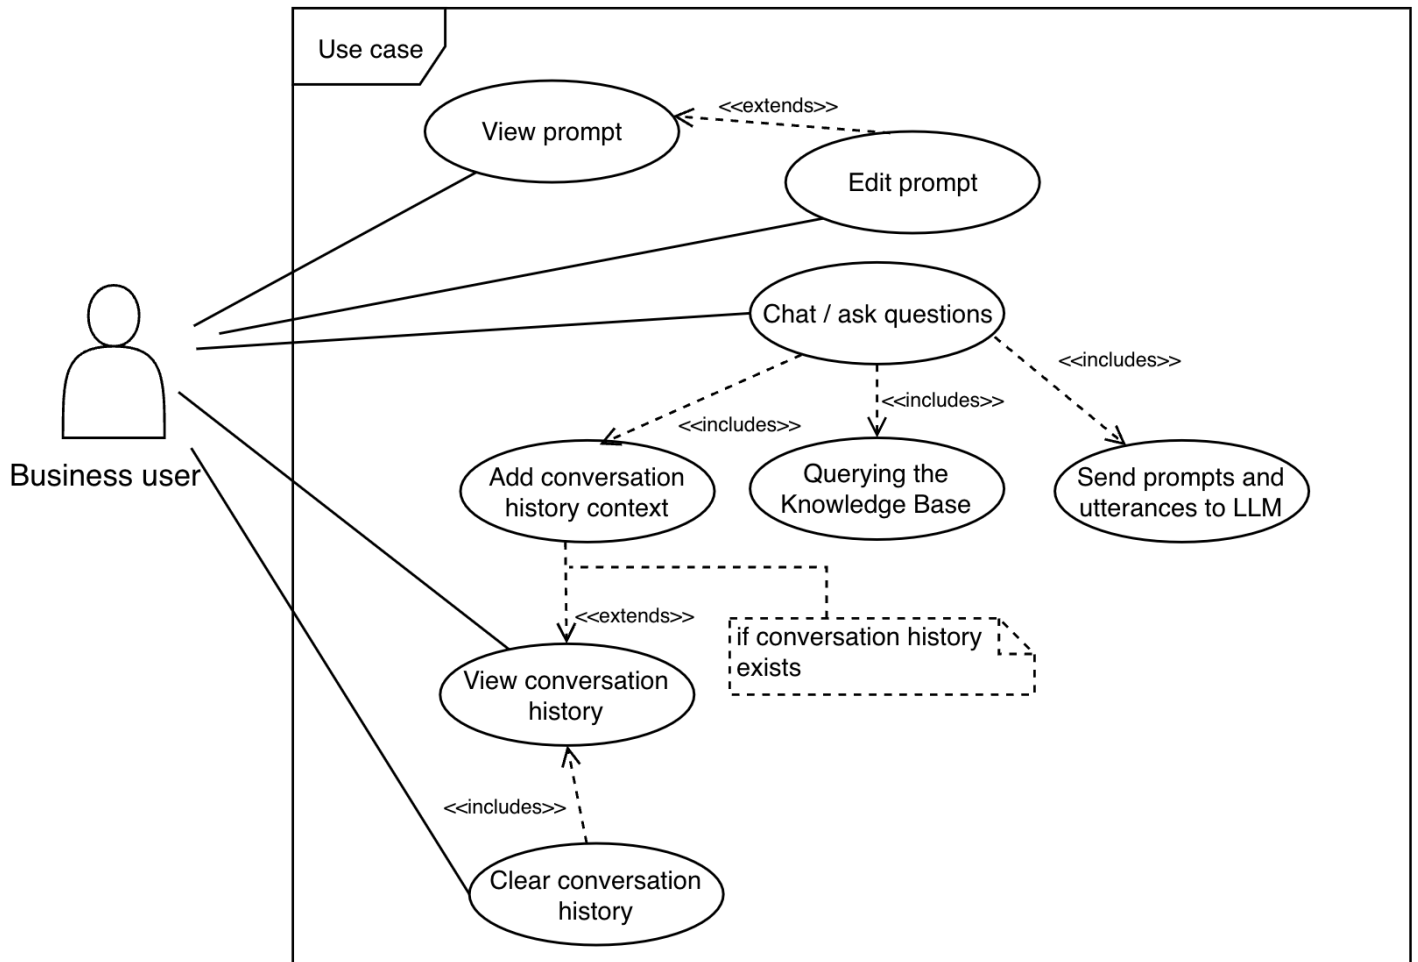 Use case
View prompt
<<extends>>
Edit prompt
Chat / ask questions
<<includes>>
<<includes>>
<<includes>>
Business user
Add conversation
history context
Querying the
Knowledge Base
Send prompts and
utterances to LLM
<<extends>>
if conversation history
exists
View conversation
history
<<includes>>
Clear conversation
history